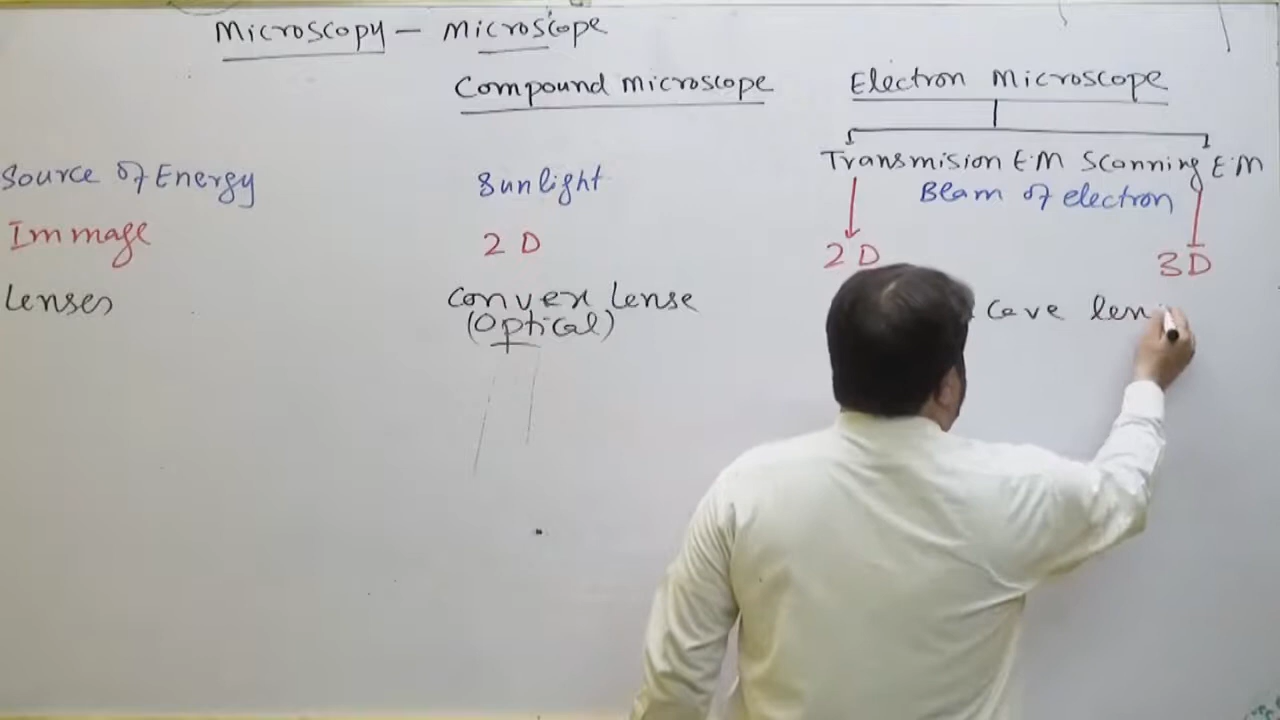 Microscopy — Microscope
Compound Microscope Electron Microscope
Transmision E.M Scanning E.M
Source of Energy Sunlight Beam of electron
Immage 2 D 2 D 3 D
Lenses Convex lense cave len
(Optical)